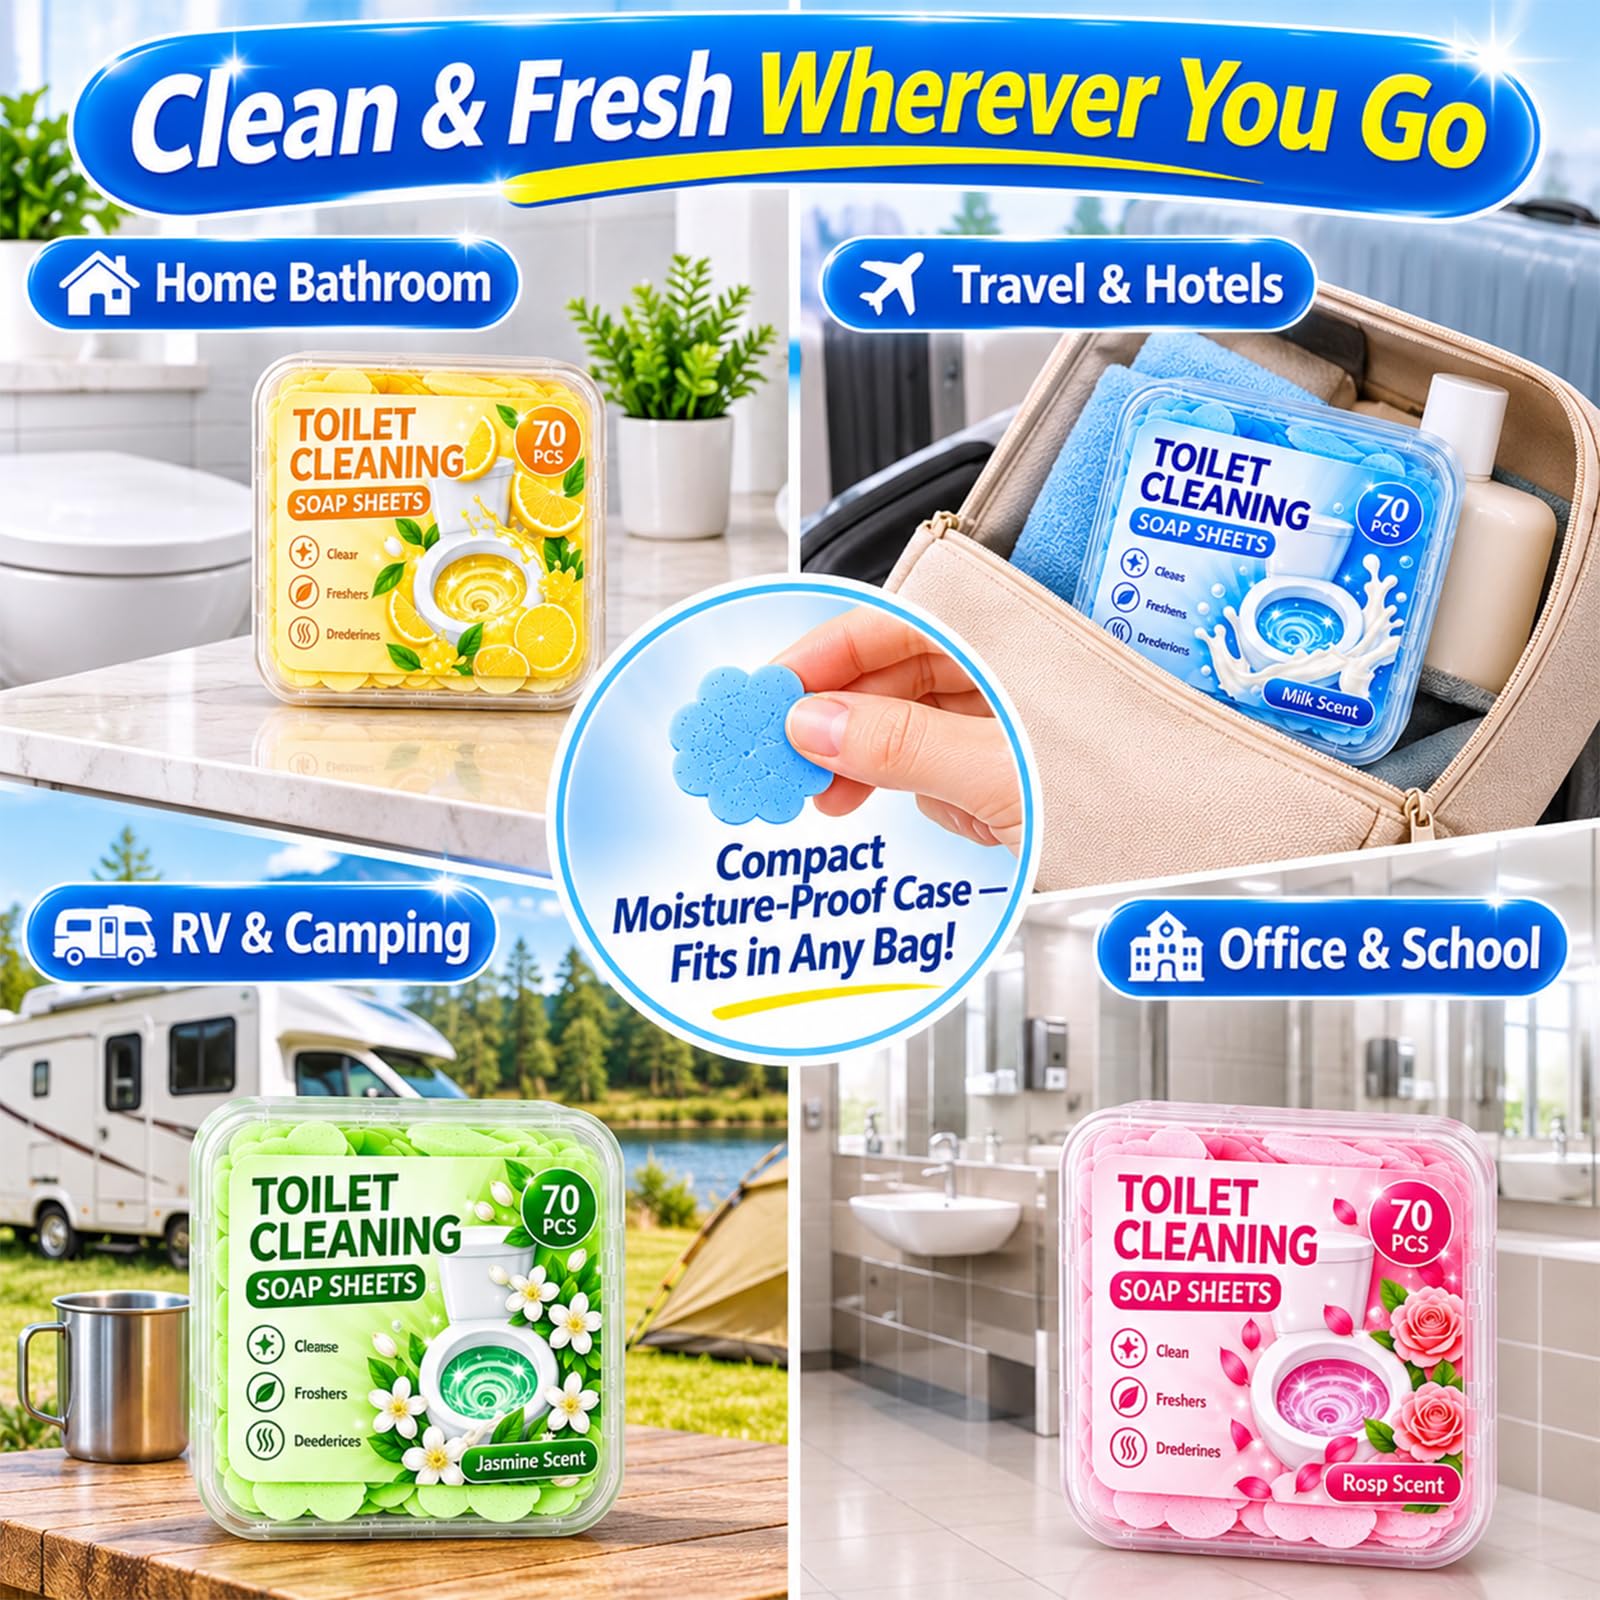 Clean & Fresh Wherever You Go
Home Bathroom
Travel & Hotels
TOILET
CLEANING
SOAP SHEETS
70
PCS
Cleaar
Freshers
Drederines
TOILET
CLEANING
SOAP SHEETS
70
PCS
Cleaas
Freshens
Drederions
Milk Scent
Compact
Moisture-Proof Case –
Fits in Any Bag!
RV & Camping
Office & School
TOILET
CLEANING
SOAP SHEETS
70
PCS
Clearse
Froshers
Deederices
Jasmine Scent
TOILET
CLEANING
SOAP SHEETS
70
PCS
Clean
Freshers
Drederines
Rosp Scent